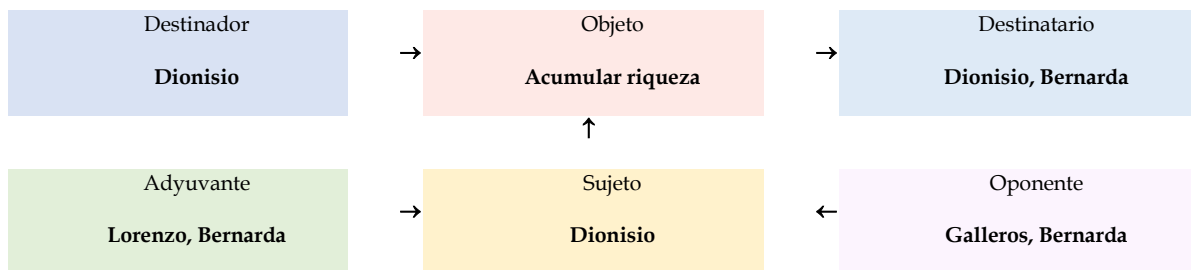 Destinador
Dionisio
→
Objeto
Acumular riqueza
→
Destinatario
Dionisio, Bernarda
↑
Adyuvante
Lorenzo, Bernarda
→
Sujeto
Dionisio
←
Oponente
Galleros, Bernarda